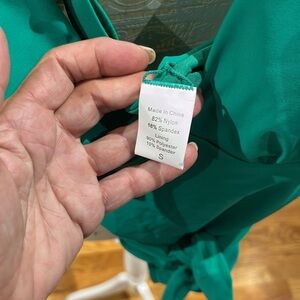 Made in China
82% Nylon
18% Spandex
Lining
90% Polyester
10% Spandex
S